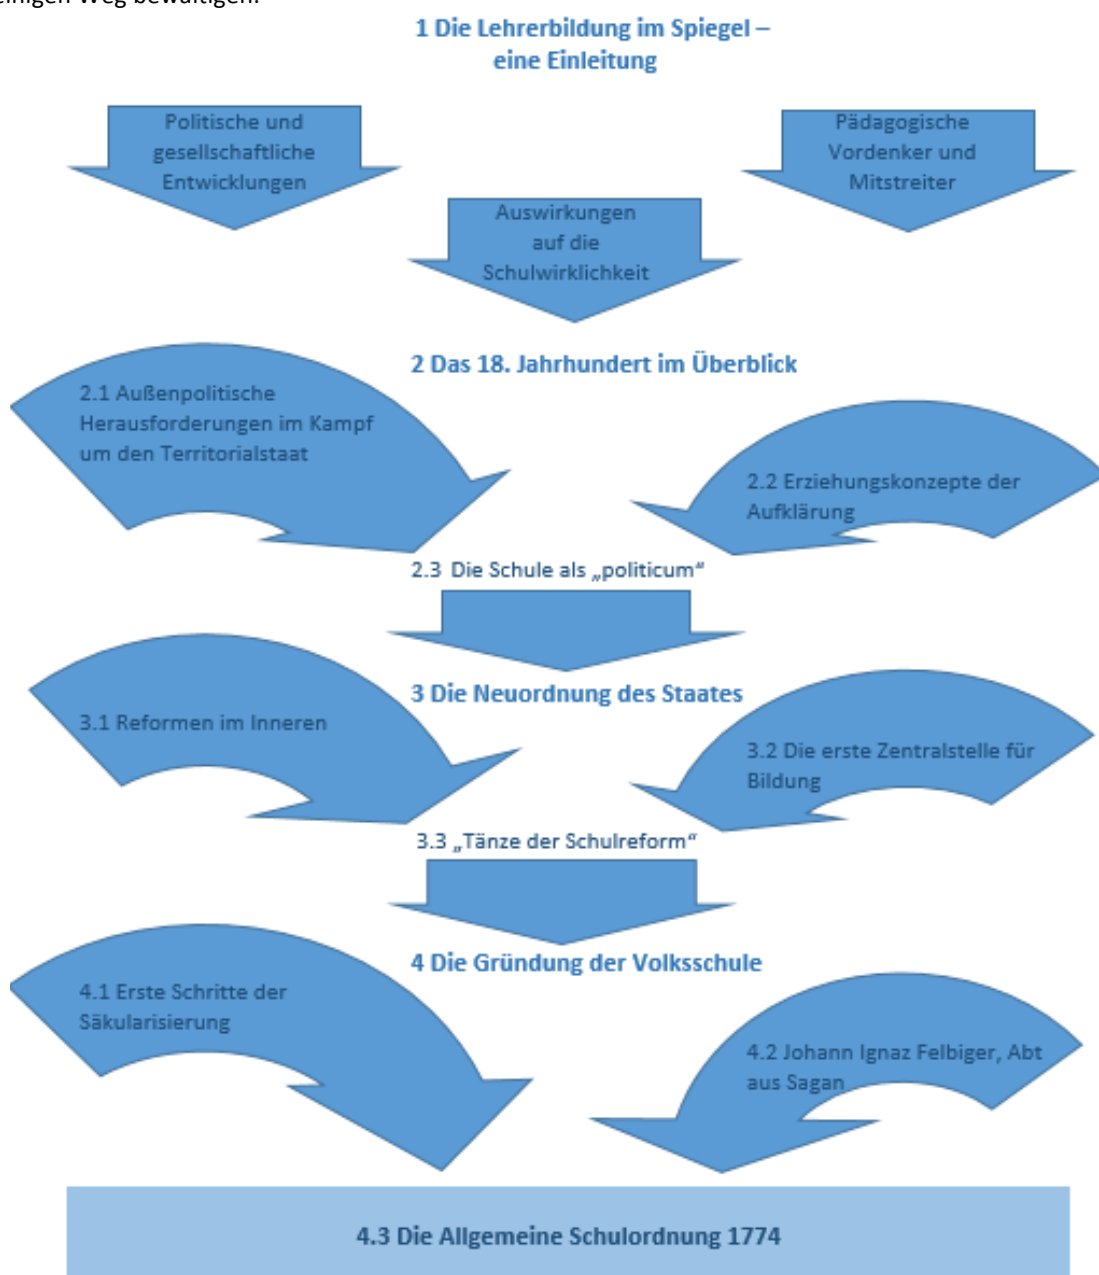 einigen Weg bewältigen.
1 Die Lehrerbildung im Spiegel –
eine Einleitung
Politische und
gesellschaftliche
Entwicklungen
Pädagogische
Vordenker und
Mitstreiter
Auswirkungen
auf die
Schulwirklichkeit
2 Das 18. Jahrhundert im Überblick
2.1 Außenpolitische
Herausforderungen im Kampf
um den Territorialstaat
2.2 Erziehungskonzepte der
Aufklärung
2.3 Die Schule als „politicum“
3 Die Neuordnung des Staates
3.1 Reformen im Inneren
3.2 Die erste Zentralstelle für
Bildung
3.3 „Tänze der Schulreform“
4 Die Gründung der Volksschule
4.1 Erste Schritte der
Säkularisierung
4.2 Johann Ignaz Felbiger, Abt
aus Sagan
4.3 Die Allgemeine Schulordnung 1774